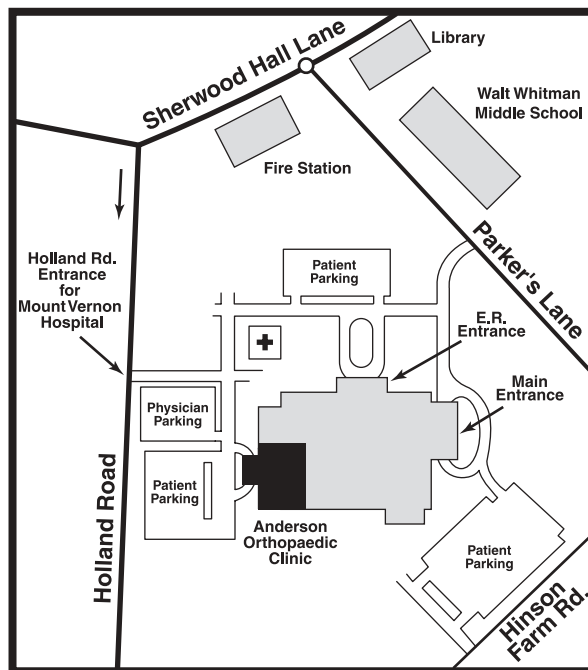 Sherwood Hall Lane
Library
Walt Whitman
Middle School
Fire Station
Parker's Lane
Holland Rd.
Entrance
for
Mount Vernon
Hospital
Patient
Parking
E.R.
Entrance
Main
Entrance
Physician
Parking
Patient
Parking
Holland Road
Anderson
Orthopaedic
Clinic
Patient
Parking
Hinson
Farm Rd.